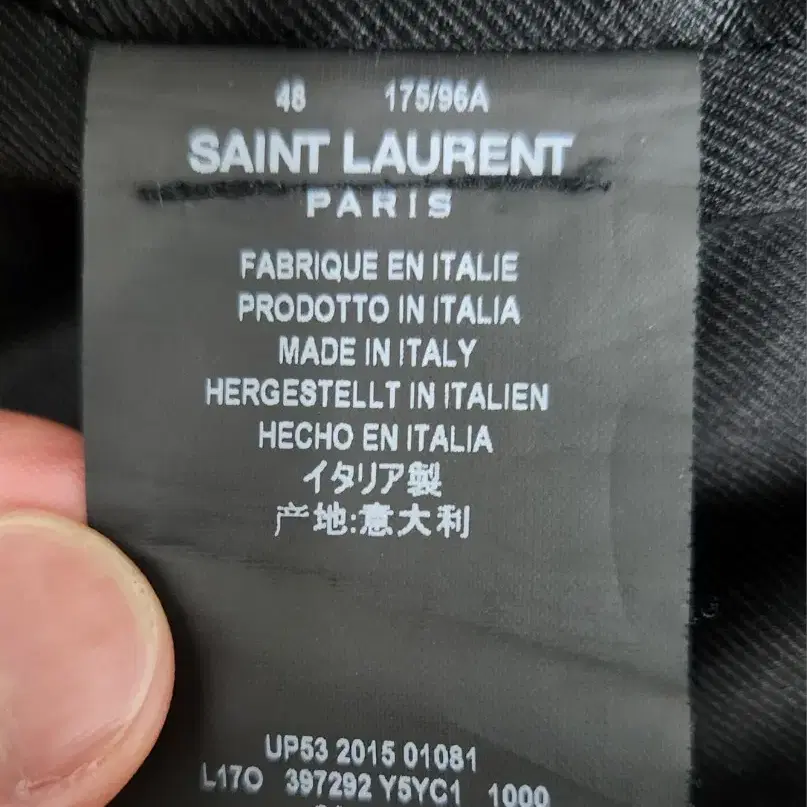 48 175/96A
SAINT LAURENT
PARIS
FABRIQUE EN ITALIE
PRODOTTO IN ITALIA
MADE IN ITALY
HERGESTELLT IN ITALIEN
HECHO EN ITALIA
イタリア製
产地:意大利
UP53 2015 01081
L17O 397292 Y5YC1 1000